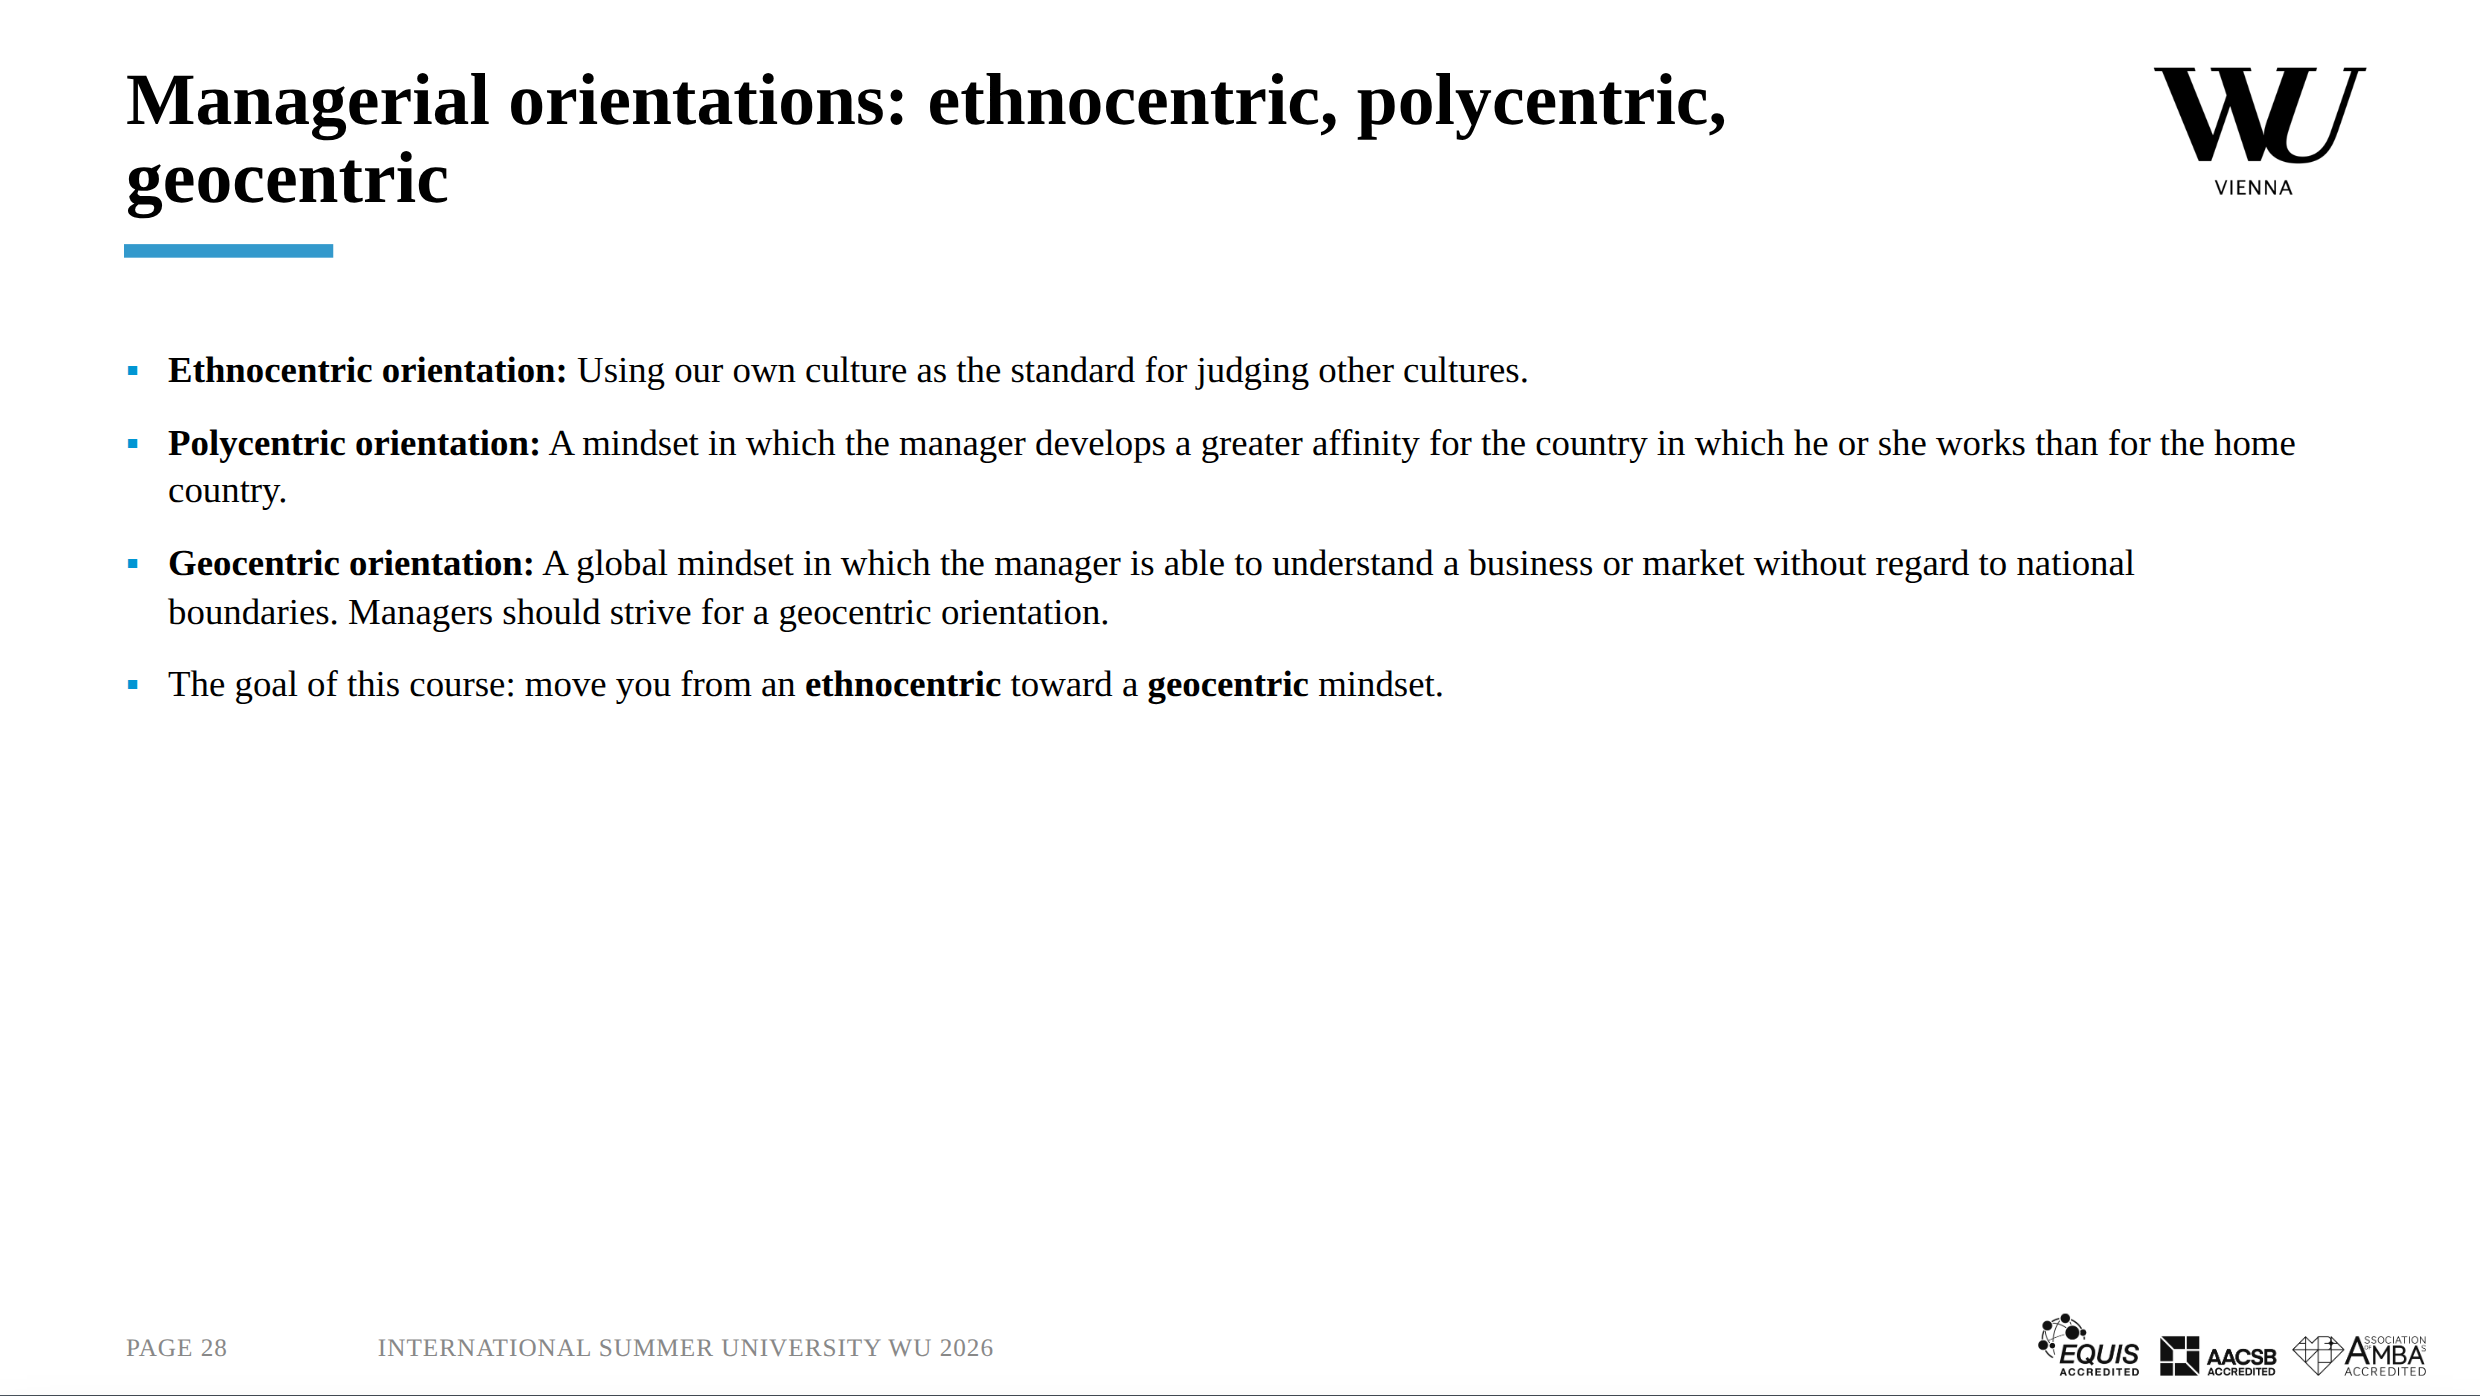 Managerial orientations: ethnocentric, polycentric,
geocentric
WU
VIENNA
▪ Ethnocentric orientation: Using our own culture as the standard for judging other cultures.
▪ Polycentric orientation: A mindset in which the manager develops a greater affinity for the country in which he or she works than for the home
country.
▪ Geocentric orientation: A global mindset in which the manager is able to understand a business or market without regard to national
boundaries. Managers should strive for a geocentric orientation.
▪ The goal of this course: move you from an ethnocentric toward a geocentric mindset.
PAGE 28
INTERNATIONAL SUMMER UNIVERSITY WU 2026
EQUIS
ACCREDITED
AACSB
ACCREDITED
ASSOCIATION
OF
AMBAS
ACCREDITED